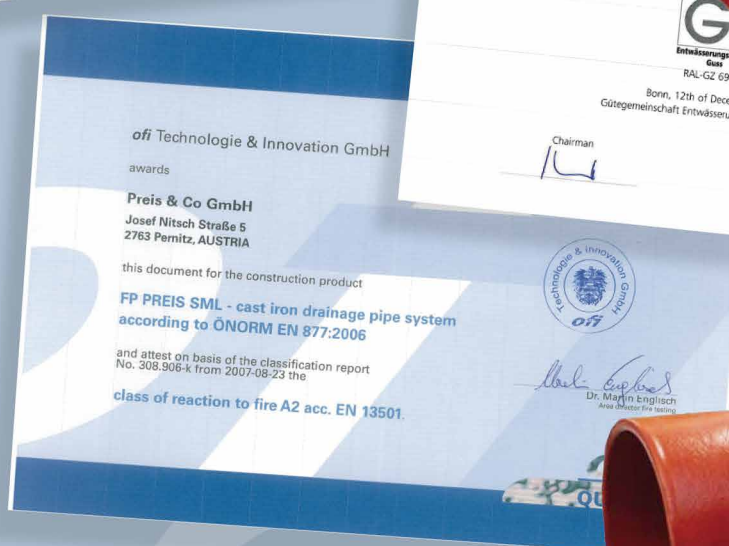 Entwässerungs
Guss
RAL-GZ 69
Bonn, 12th of Dece
Gütegemeinschaft Entwässeru
Chairman
ofi Technologie & Innovation GmbH
awards
Preis & Co GmbH
Josef Nitsch Straße 5
2763 Pernitz, AUSTRIA
this document for the construction product
FP PREIS SML - cast iron drainage pipe system
according to ÖNORM EN 877:2006
and attest on basis of the classification report
No. 308.906-k from 2007-08-23 the
class of reaction to fire A2 acc. EN 13501.
Technologie & Innovation GmbH
ofi
Dr. Martin Englisch
Area director fire testing
QU